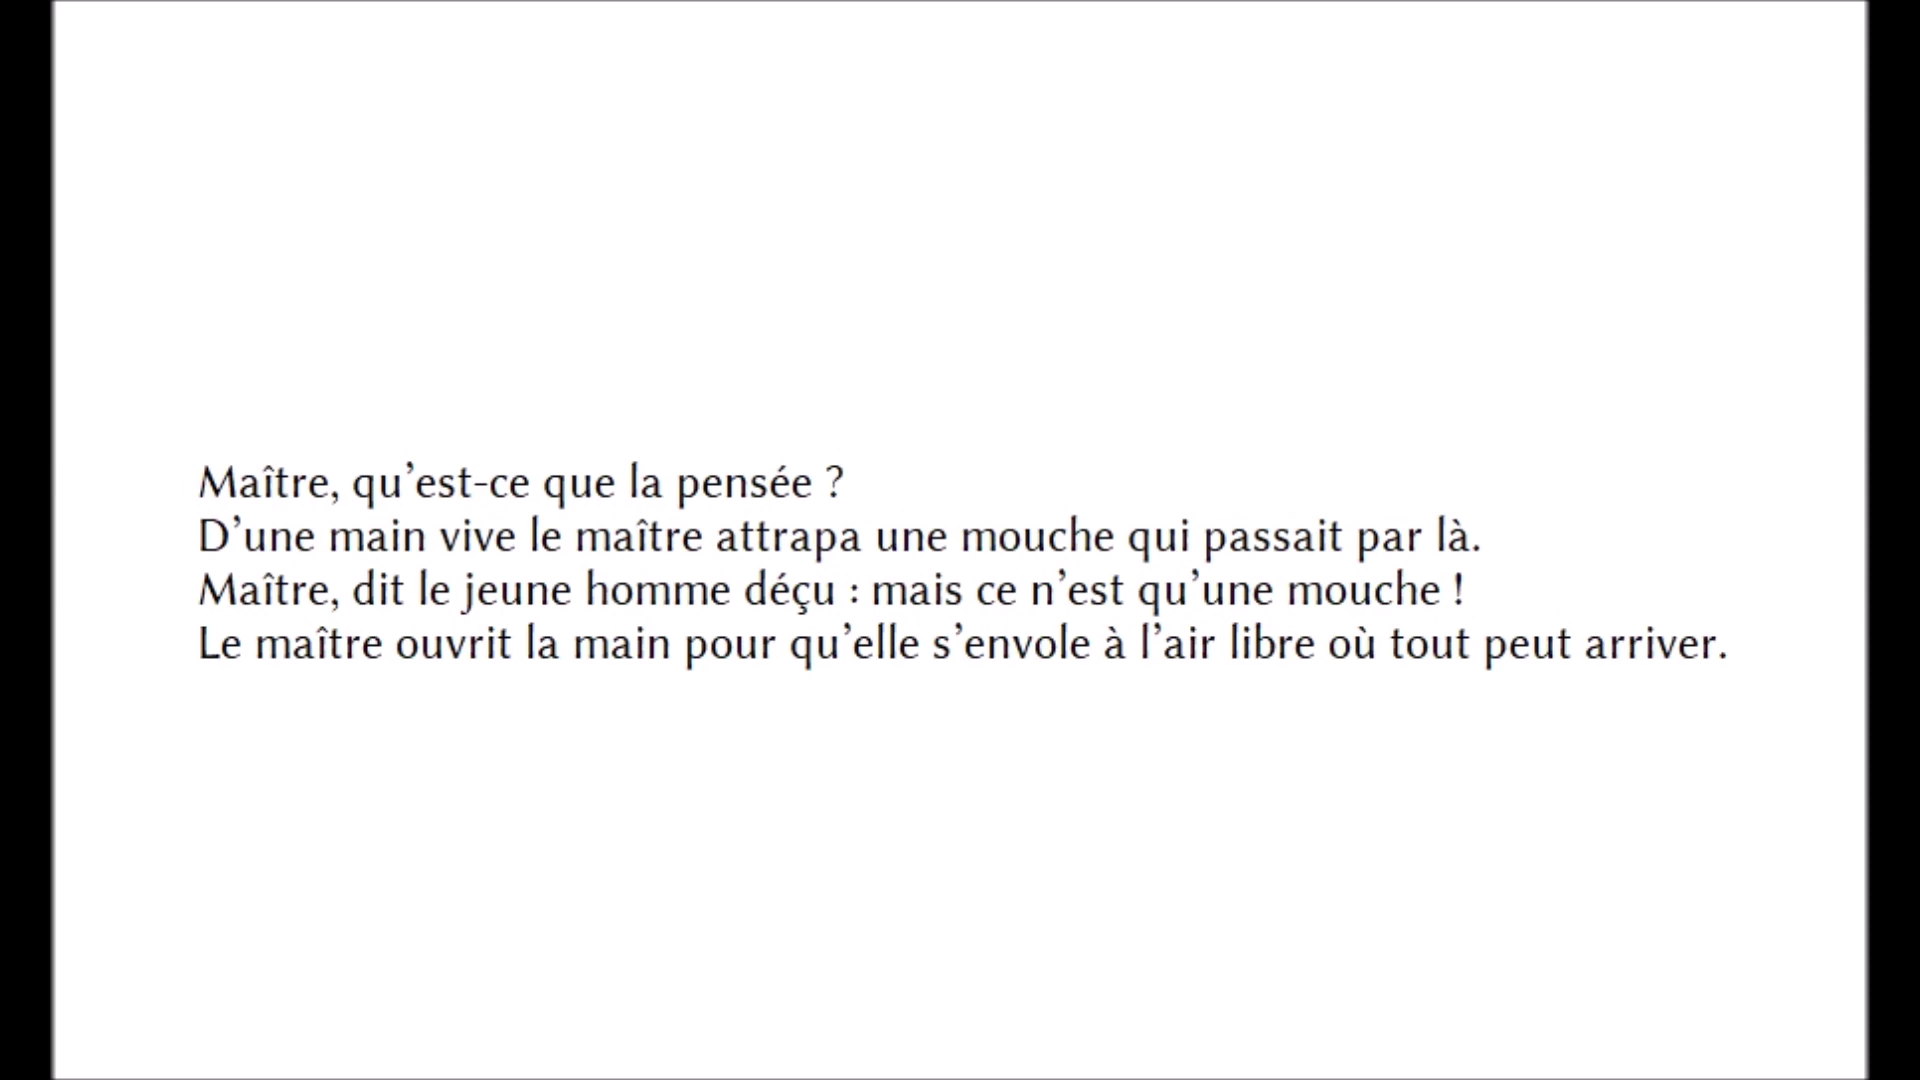 Maître, qu’est-ce que la pensée ?
D’une main vive le maître attrapa une mouche qui passait par là.
Maître, dit le jeune homme déçu : mais ce n’est qu’une mouche !
Le maître ouvrit la main pour qu’elle s’envole à l’air libre où tout peut arriver.